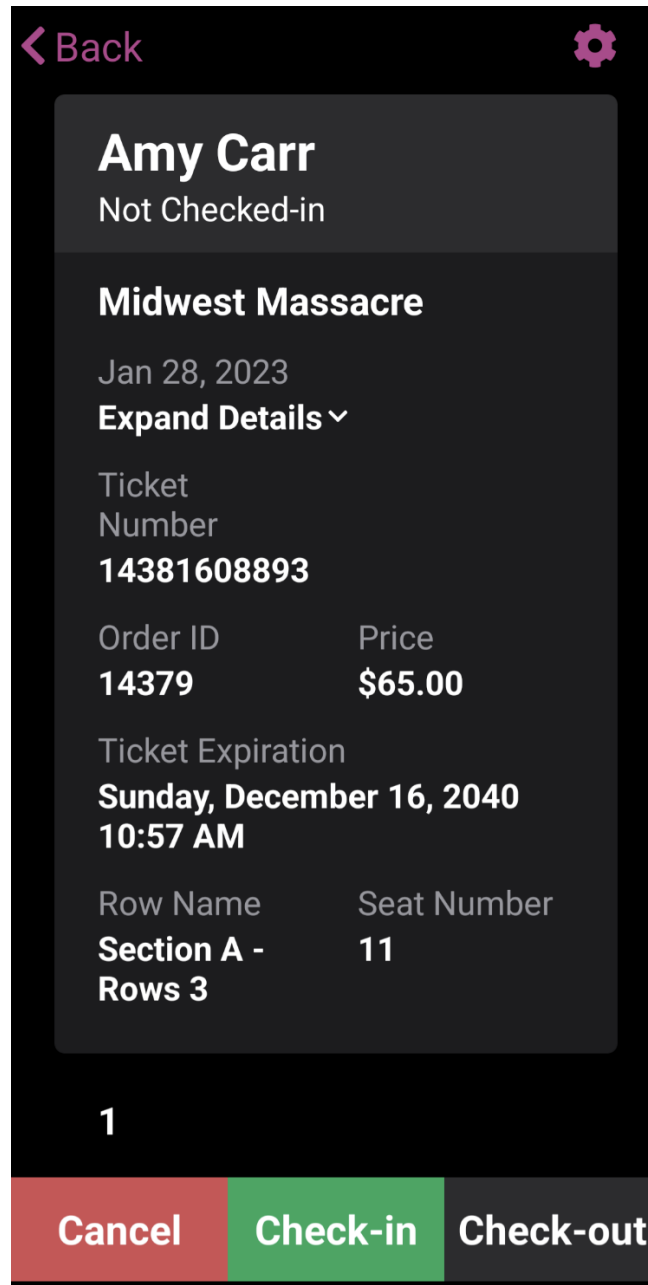 Back
Amy Carr
Not Checked-in
Midwest Massacre
Jan 28, 2023
Expand Details
Ticket
Number
14381608893
Order ID Price
14379 $65.00
Ticket Expiration
Sunday, December 16, 2040
10:57 AM
Row Name Seat Number
Section A - 11
Rows 3
1
Cancel Check-in Check-out